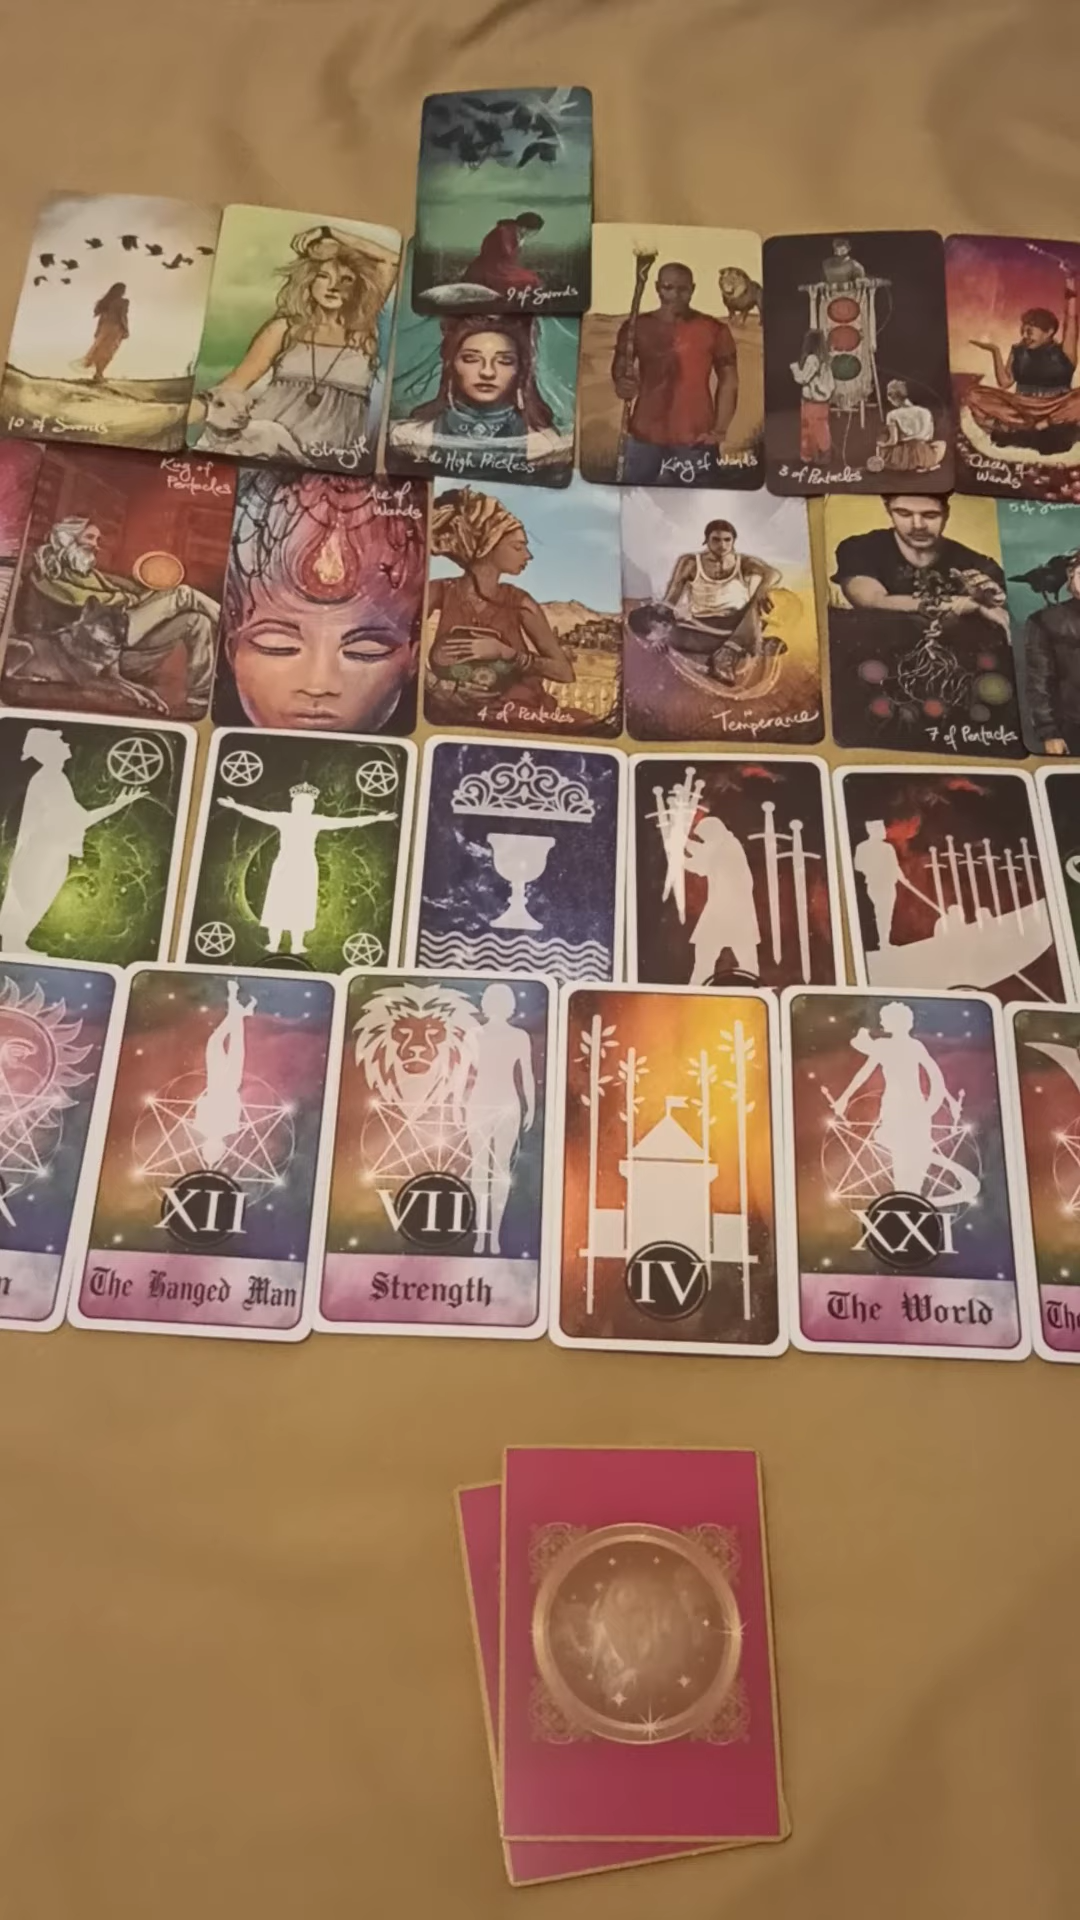 9 of Swords
10 of Swords
Strength
The High Priestess
King of Wands
3 of Pentacles
Queen of
Wands
King of
Pentacles
Ace of
Wands
4 of Pentacles
Temperance
7 of Pentacles
5 of
XII
VIII
IV
XXI
The Hanged Man
Strength
The World